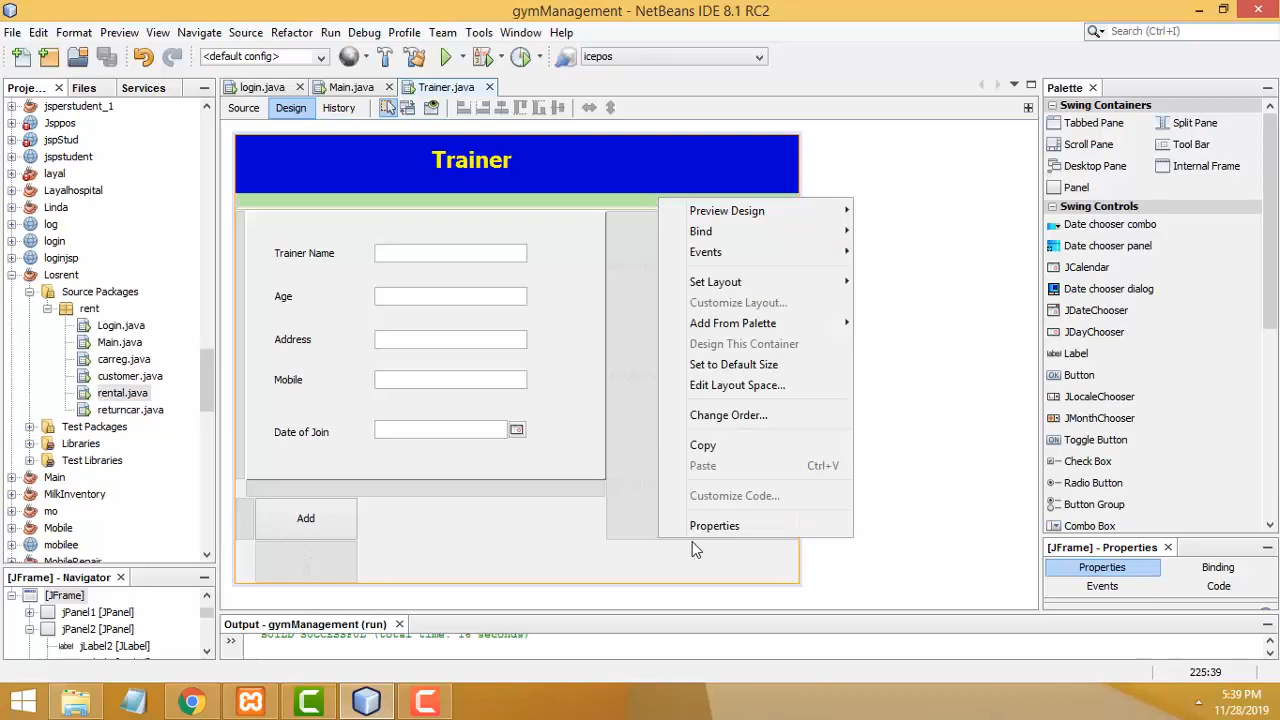 gymManagement - NetBeans IDE 8.1 RC2
File Edit Format Preview View Navigate Source Refactor Run Debug Profile Team Tools Window Help
Search (Ctrl+I)
<default config>
icepos
Proje...
Files
Services
login.java
Main.java
Trainer.java
Source
Design
History
jsperstudent_1
Jsppos
jspStud
jspstudent
layal
Layalhospital
Linda
log
login
loginjsp
Losrent
Source Packages
rent
Login.java
Main.java
carreg.java
customer.java
rental.java
returncar.java
Test Packages
Libraries
Test Libraries
Main
MilkInventory
mo
Mobile
mobilee
MobileRepair
[JFrame] - Navigator
[JFrame]
jPanel1 [JPanel]
jPanel2 [JPanel]
jLabel2 [JLabel]
Trainer
Trainer Name
Age
Address
Mobile
Date of Join
Add
Preview Design
Bind
Events
Set Layout
Customize Layout...
Add From Palette
Design This Container
Set to Default Size
Edit Layout Space...
Change Order...
Copy
Paste Ctrl+V
Customize Code...
Properties
Palette
Swing Containers
Tabbed Pane Split Pane
Scroll Pane Tool Bar
Desktop Pane Internal Frame
Panel
Swing Controls
Date chooser combo
Date chooser panel
JCalendar
Date chooser dialog
JDateChooser
JDayChooser
Label
Button
JLocaleChooser
JMonthChooser
Toggle Button
Check Box
Radio Button
Button Group
Combo Box
[JFrame] - Properties
Properties Binding
Events Code
Output - gymManagement (run)
BUILD SUCCESSFUL (total time: 18 seconds)
225:39
5:39 PM
11/28/2019